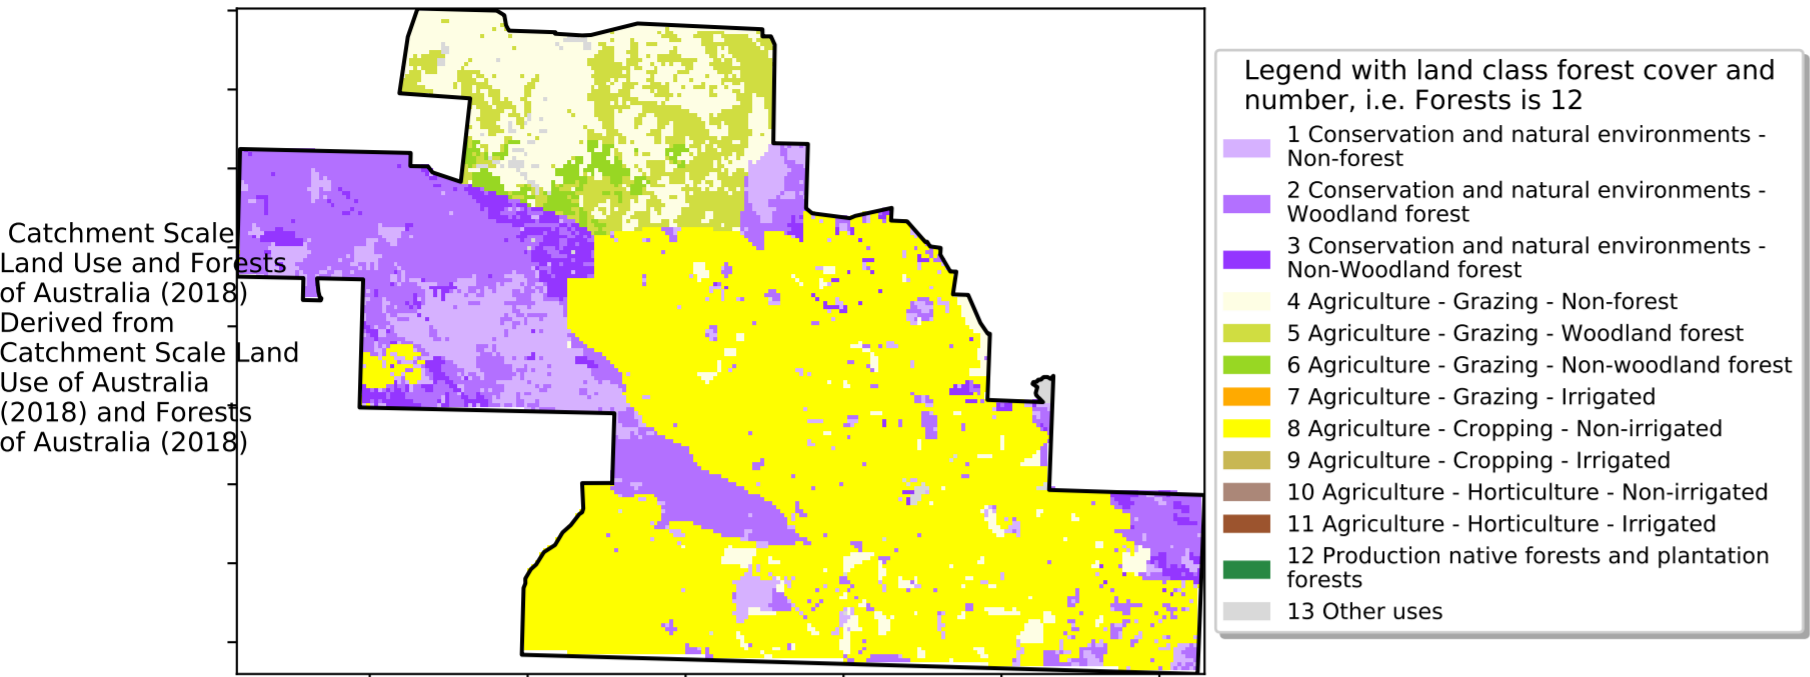 Catchment Scale
Land Use and Forests
of Australia (2018)
Derived from
Catchment Scale Land
Use of Australia
(2018) and Forests
of Australia (2018)
Legend with land class forest cover and
number, i.e. Forests is 12
1 Conservation and natural environments -
Non-forest
2 Conservation and natural environments -
Woodland forest
3 Conservation and natural environments -
Non-Woodland forest
4 Agriculture - Grazing - Non-forest
5 Agriculture - Grazing - Woodland forest
6 Agriculture - Grazing - Non-woodland forest
7 Agriculture - Grazing - Irrigated
8 Agriculture - Cropping - Non-irrigated
9 Agriculture - Cropping - Irrigated
10 Agriculture - Horticulture - Non-irrigated
11 Agriculture - Horticulture - Irrigated
12 Production native forests and plantation
forests
13 Other uses